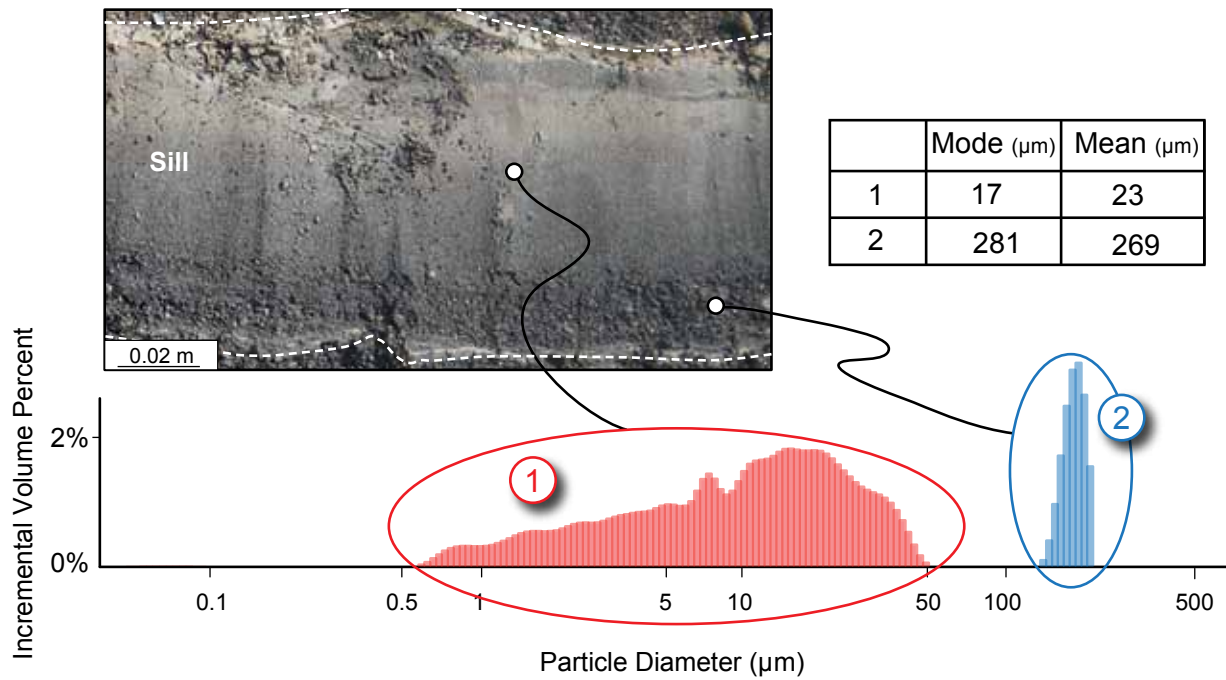 Sill
0.02 m
Mode (µm) Mean (µm)
1 17 23
2 281 269
Incremental Volume Percent
2%
0%
1
2
0.1 0.5 1 5 10 50 100 500
Particle Diameter (µm)